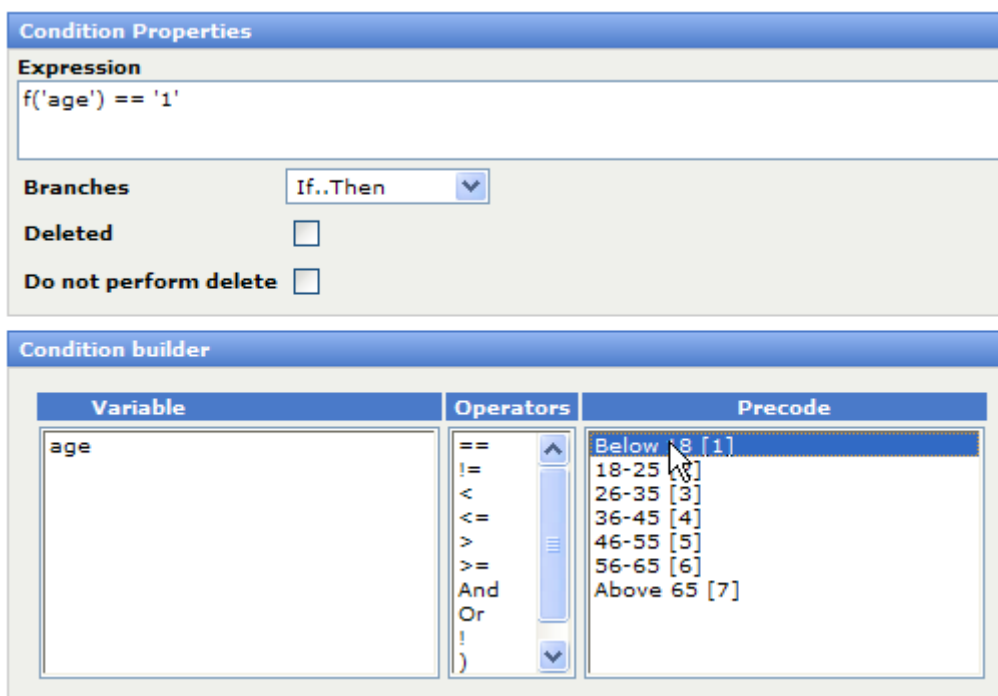 Condition Properties
Expression
f('age') == '1'
Branches If..Then
Deleted
Do not perform delete
Condition builder
Variable Operators Precode
age == Below 18 [1]
!= 18-25
< 26-35 [3]
<= 36-45 [4]
> 46-55 [5]
>= 56-65 [6]
And Above 65 [7]
Or
!
)